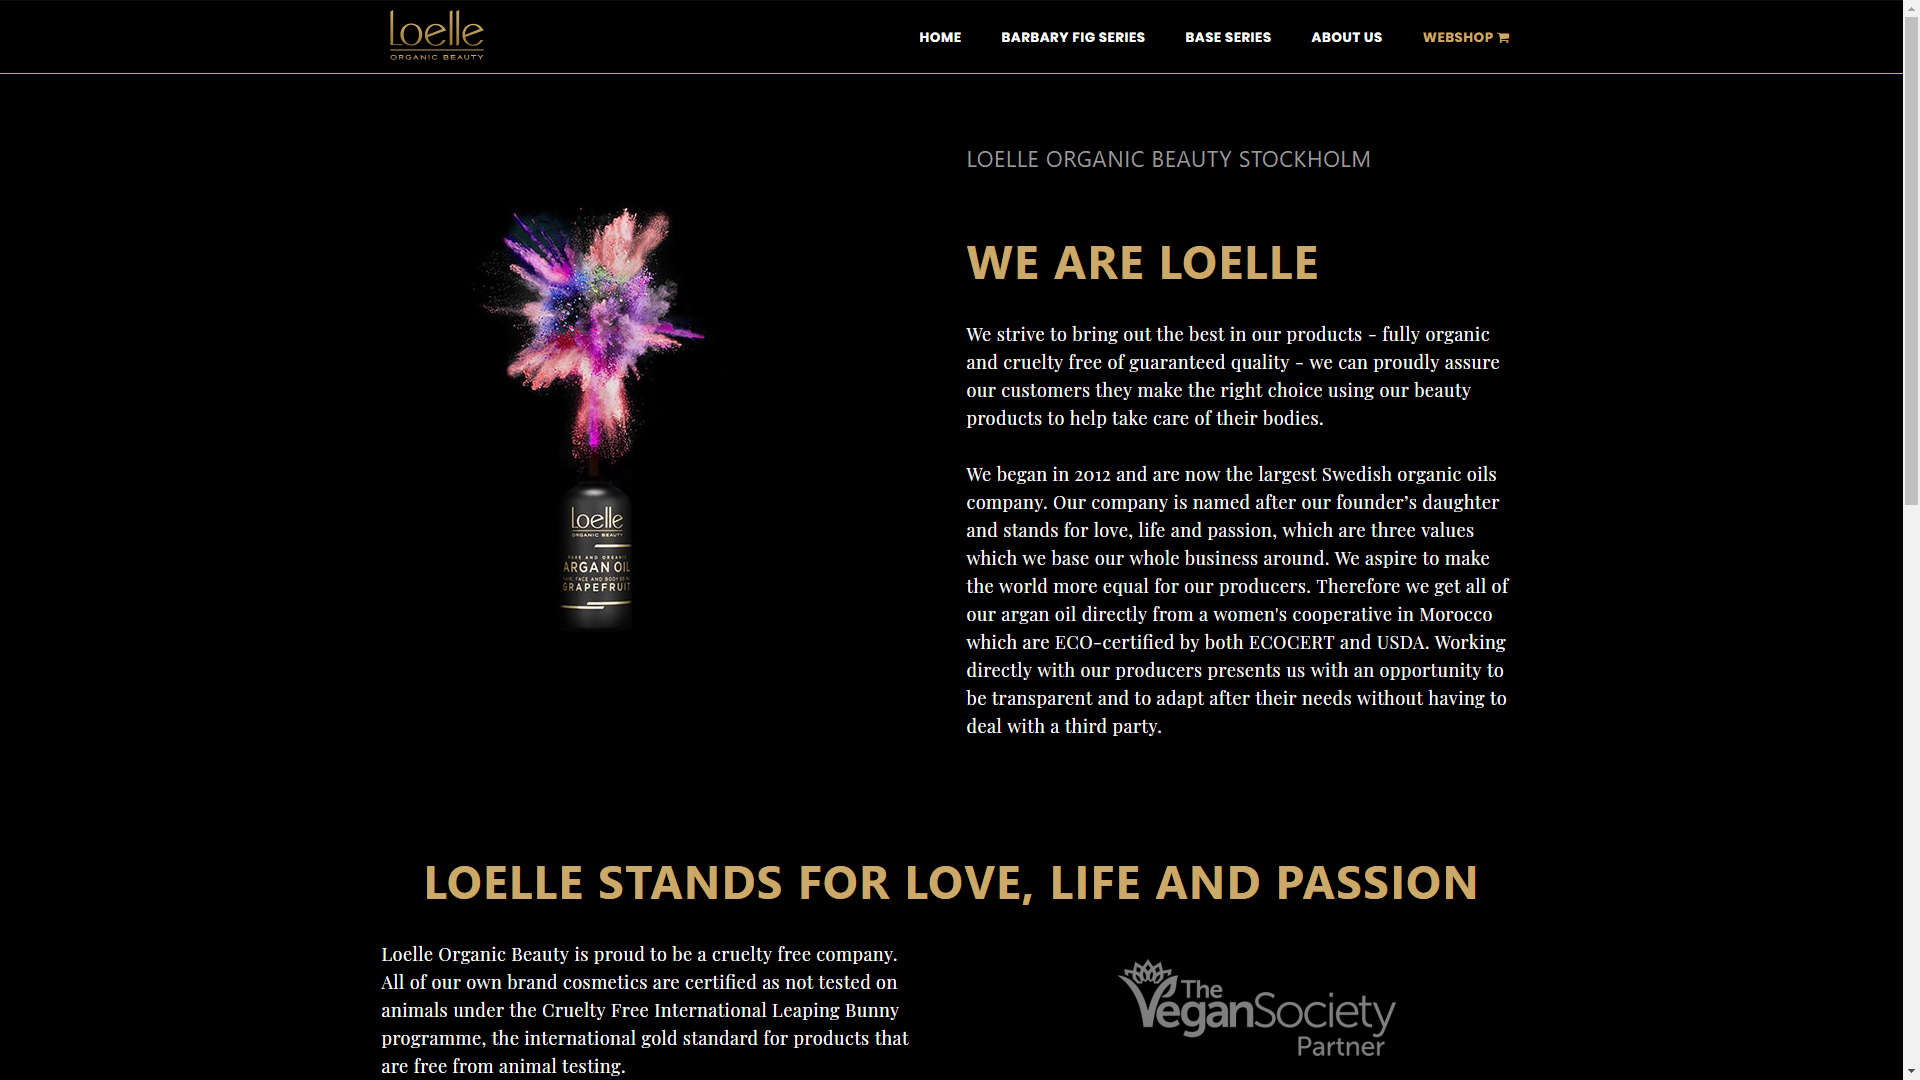 Loelle
ORGANIC BEAUTY
HOME
BARBARY FIG SERIES
BASE SERIES
ABOUT US
WEBSHOP
LOELLE ORGANIC BEAUTY STOCKHOLM
WE ARE LOELLE
We strive to bring out the best in our products - fully organic
and cruelty free of guaranteed quality - we can proudly assure
our customers they make the right choice using our beauty
products to help take care of their bodies.
We began in 2012 and are now the largest Swedish organic oils
company. Our company is named after our founder’s daughter
and stands for love, life and passion, which are three values
which we base our whole business around. We aspire to make
the world more equal for our producers. Therefore we get all of
our argan oil directly from a women's cooperative in Morocco
which are ECO-certified by both ECOCERT and USDA. Working
directly with our producers presents us with an opportunity to
be transparent and to adapt after their needs without having to
deal with a third party.
Loelle
ORGANIC BEAUTY
PURE AND ORGANIC
ARGAN OIL
HAIR, FACE AND BODY
GRAPEFRUIT
LOELLE STANDS FOR LOVE, LIFE AND PASSION
Loelle Organic Beauty is proud to be a cruelty free company.
All of our own brand cosmetics are certified as not tested on
animals under the Cruelty Free International Leaping Bunny
programme, the international gold standard for products that
are free from animal testing.
The
VeganSociety
Partner